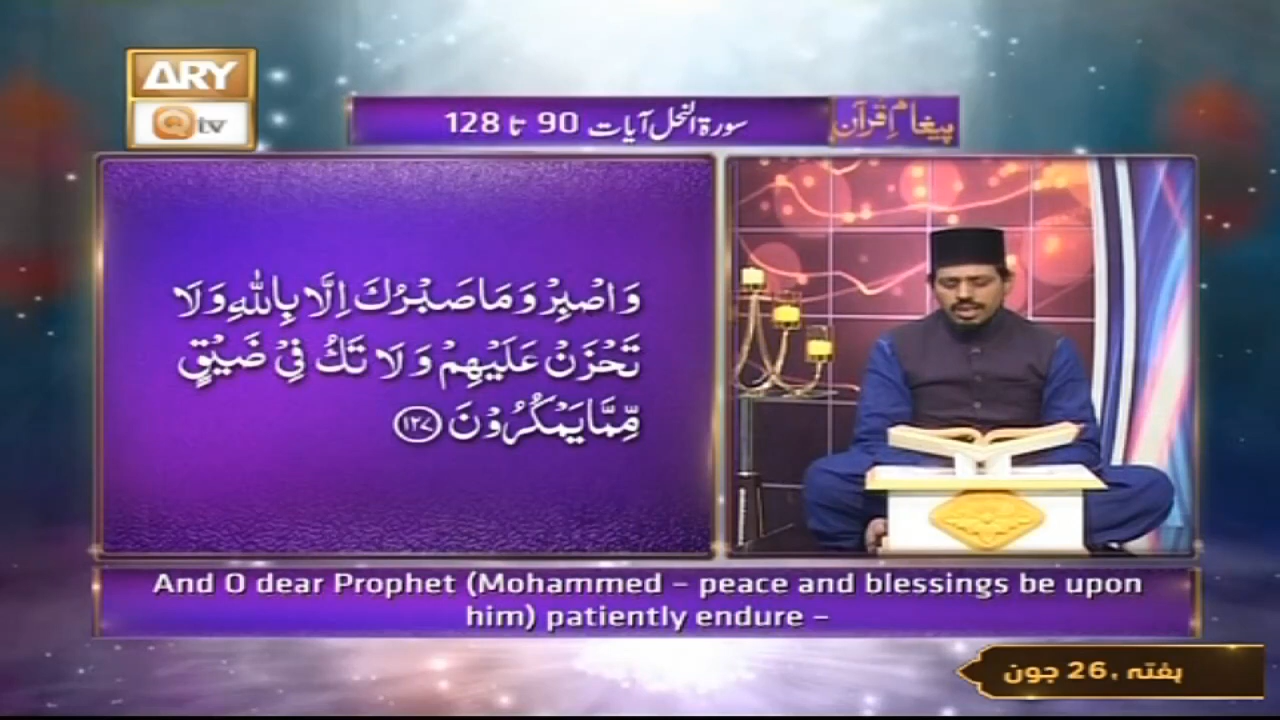 ARY
Qtv
پیغامِ قرآن
سورۃ النحل آیات 90 تا 128
وَاصْبِرْ وَمَا صَبْرُكَ اِلَّا بِاللّٰهِ وَلَا
تَحْزَنْ عَلَيْهِمْ وَلَا تَكُ فِيْ ضَيْقٍ
مِّمَّا يَمْكُرُوْنَ ۝۱۲۷
And O dear Prophet (Mohammed – peace and blessings be upon
him) patiently endure –
ہفتہ ,26 جون